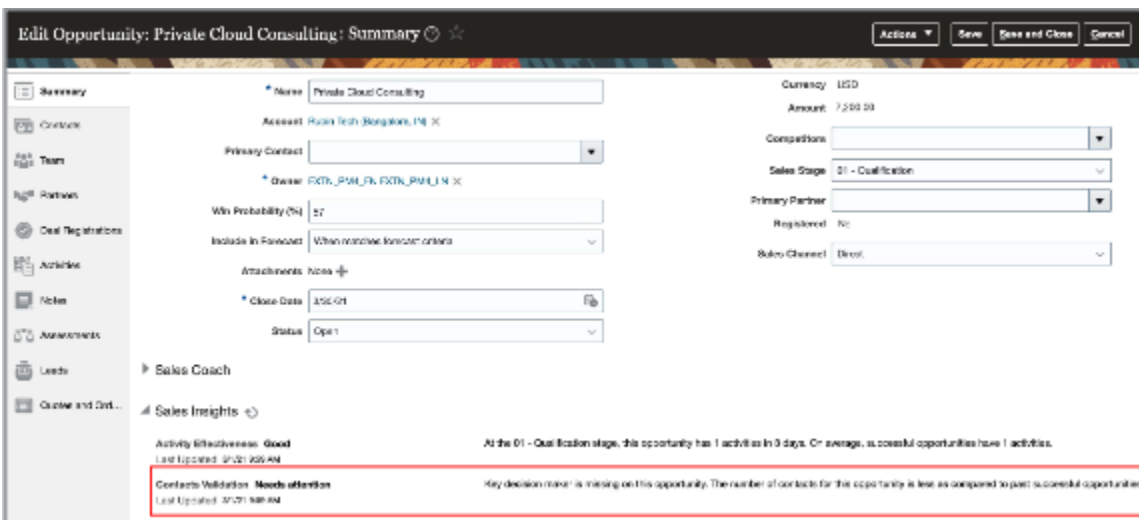 Edit Opportunity: Private Cloud Consulting: Summary
Actions Save Save and Close Cancel
Summary
Contacts
Team
Partners
Deal Registrations
Activities
Notes
Assessments
Leads
Quotes and Ord...
* Name Private Cloud Consulting
Account (Bangalore, IN)
Primary Contact
* Owner
Win Probability (%)
Include in Forecast When matches forecast criteria
Attachments None
* Close Date
Status Open
Currency USD
Amount
Competitors
Sales Stage 01 - Qualification
Primary Partner
Registered No
Sales Channel Direct
Sales Coach
Sales Insights
Activity Effectiveness Good
Last Updated
At the 01 - Qualification stage, this opportunity has 1 activities in days. On average, successful opportunities have 1 activities.
Contacts Validation Needs attention
Last Updated
Key decision maker is missing on this opportunity. The number of contacts for this opportunity is less as compared to past successful opportunities